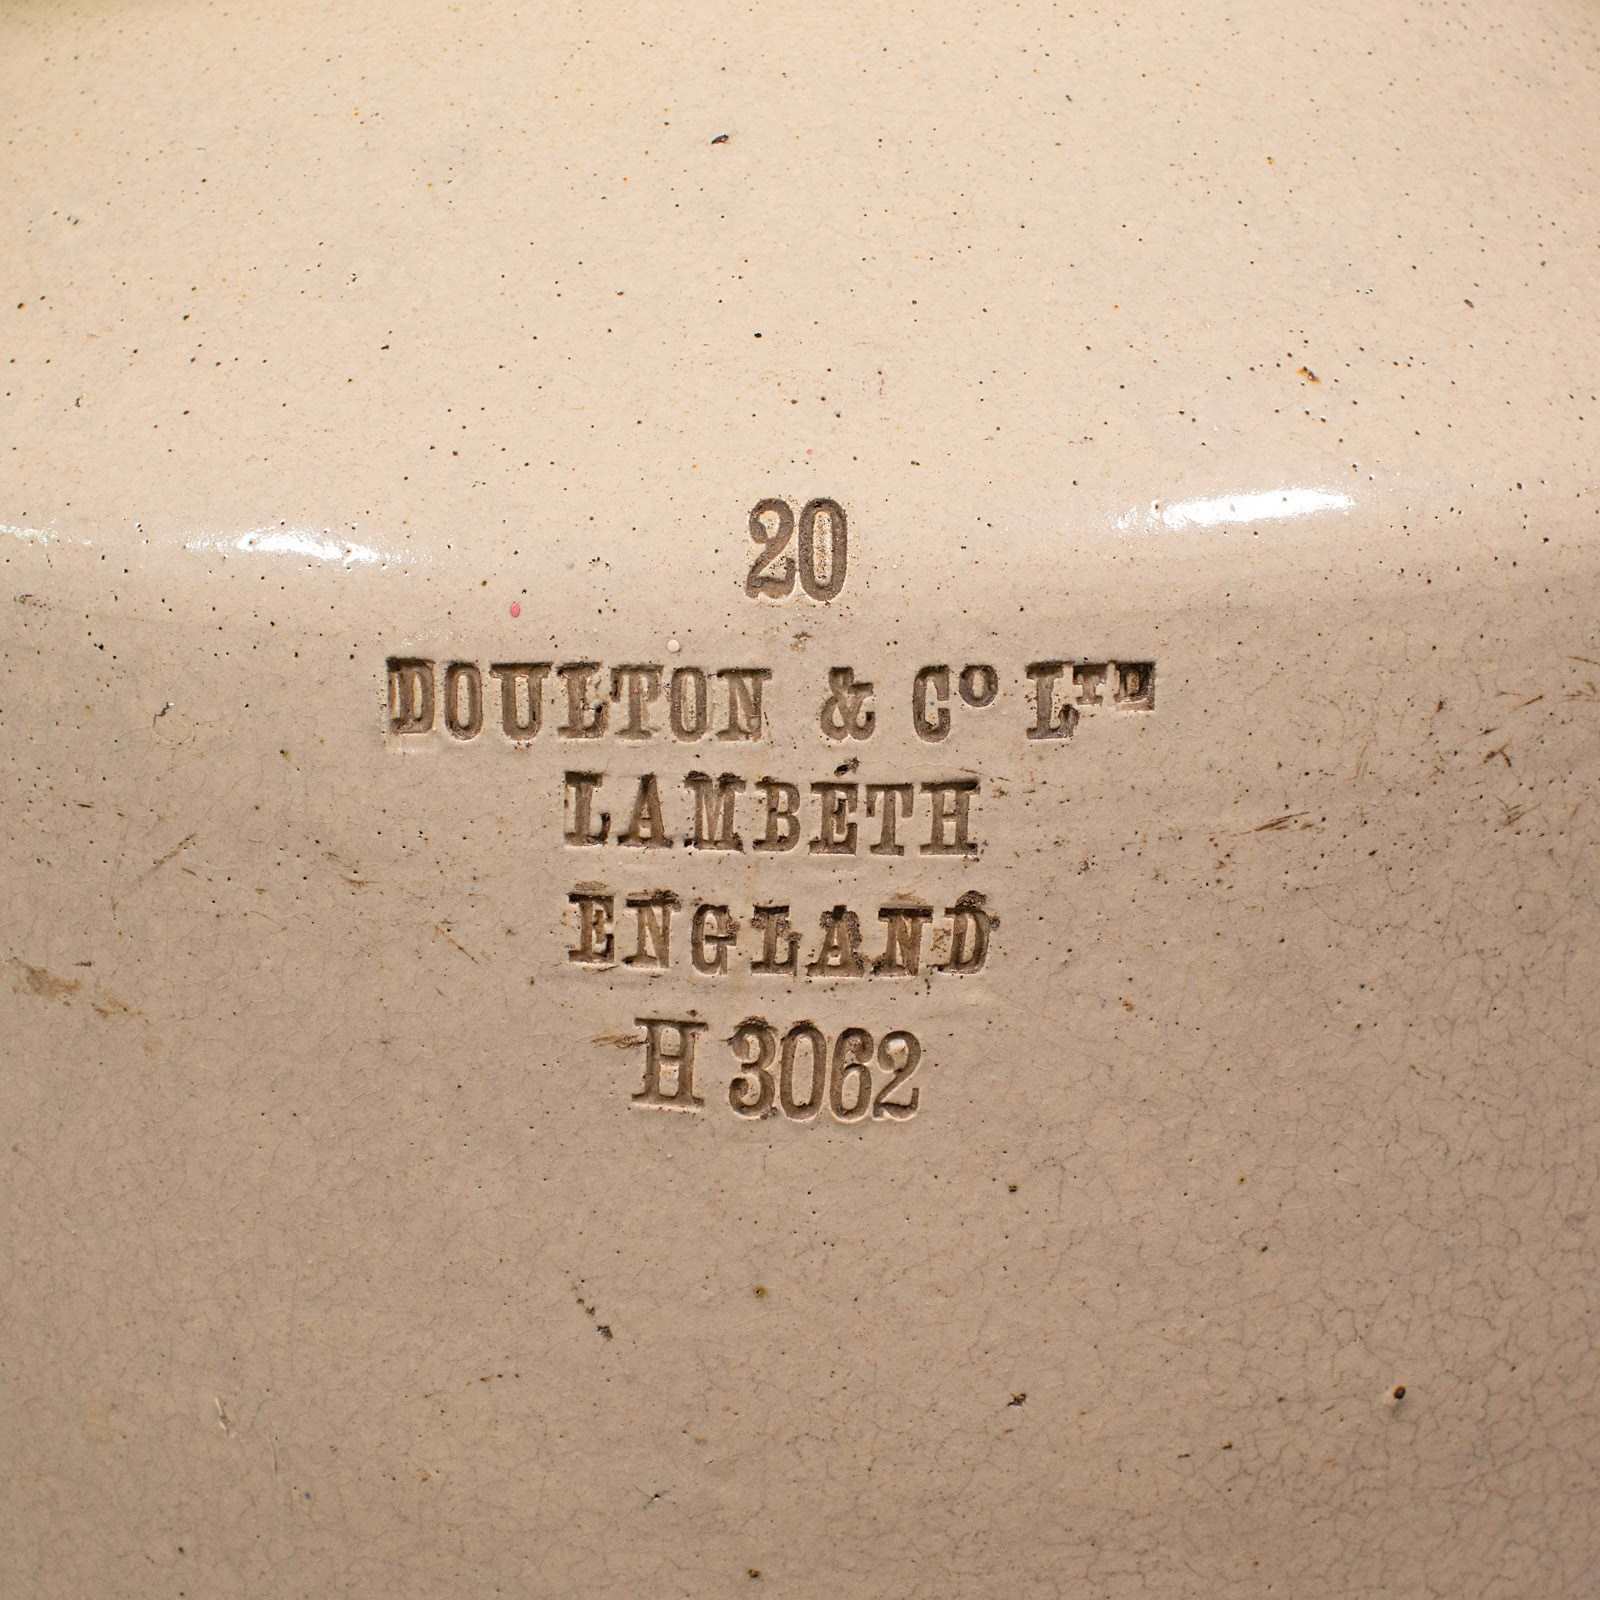 20
DOULTON & Cº LTD
LAMBÉTH
ENGLAND
H 3062